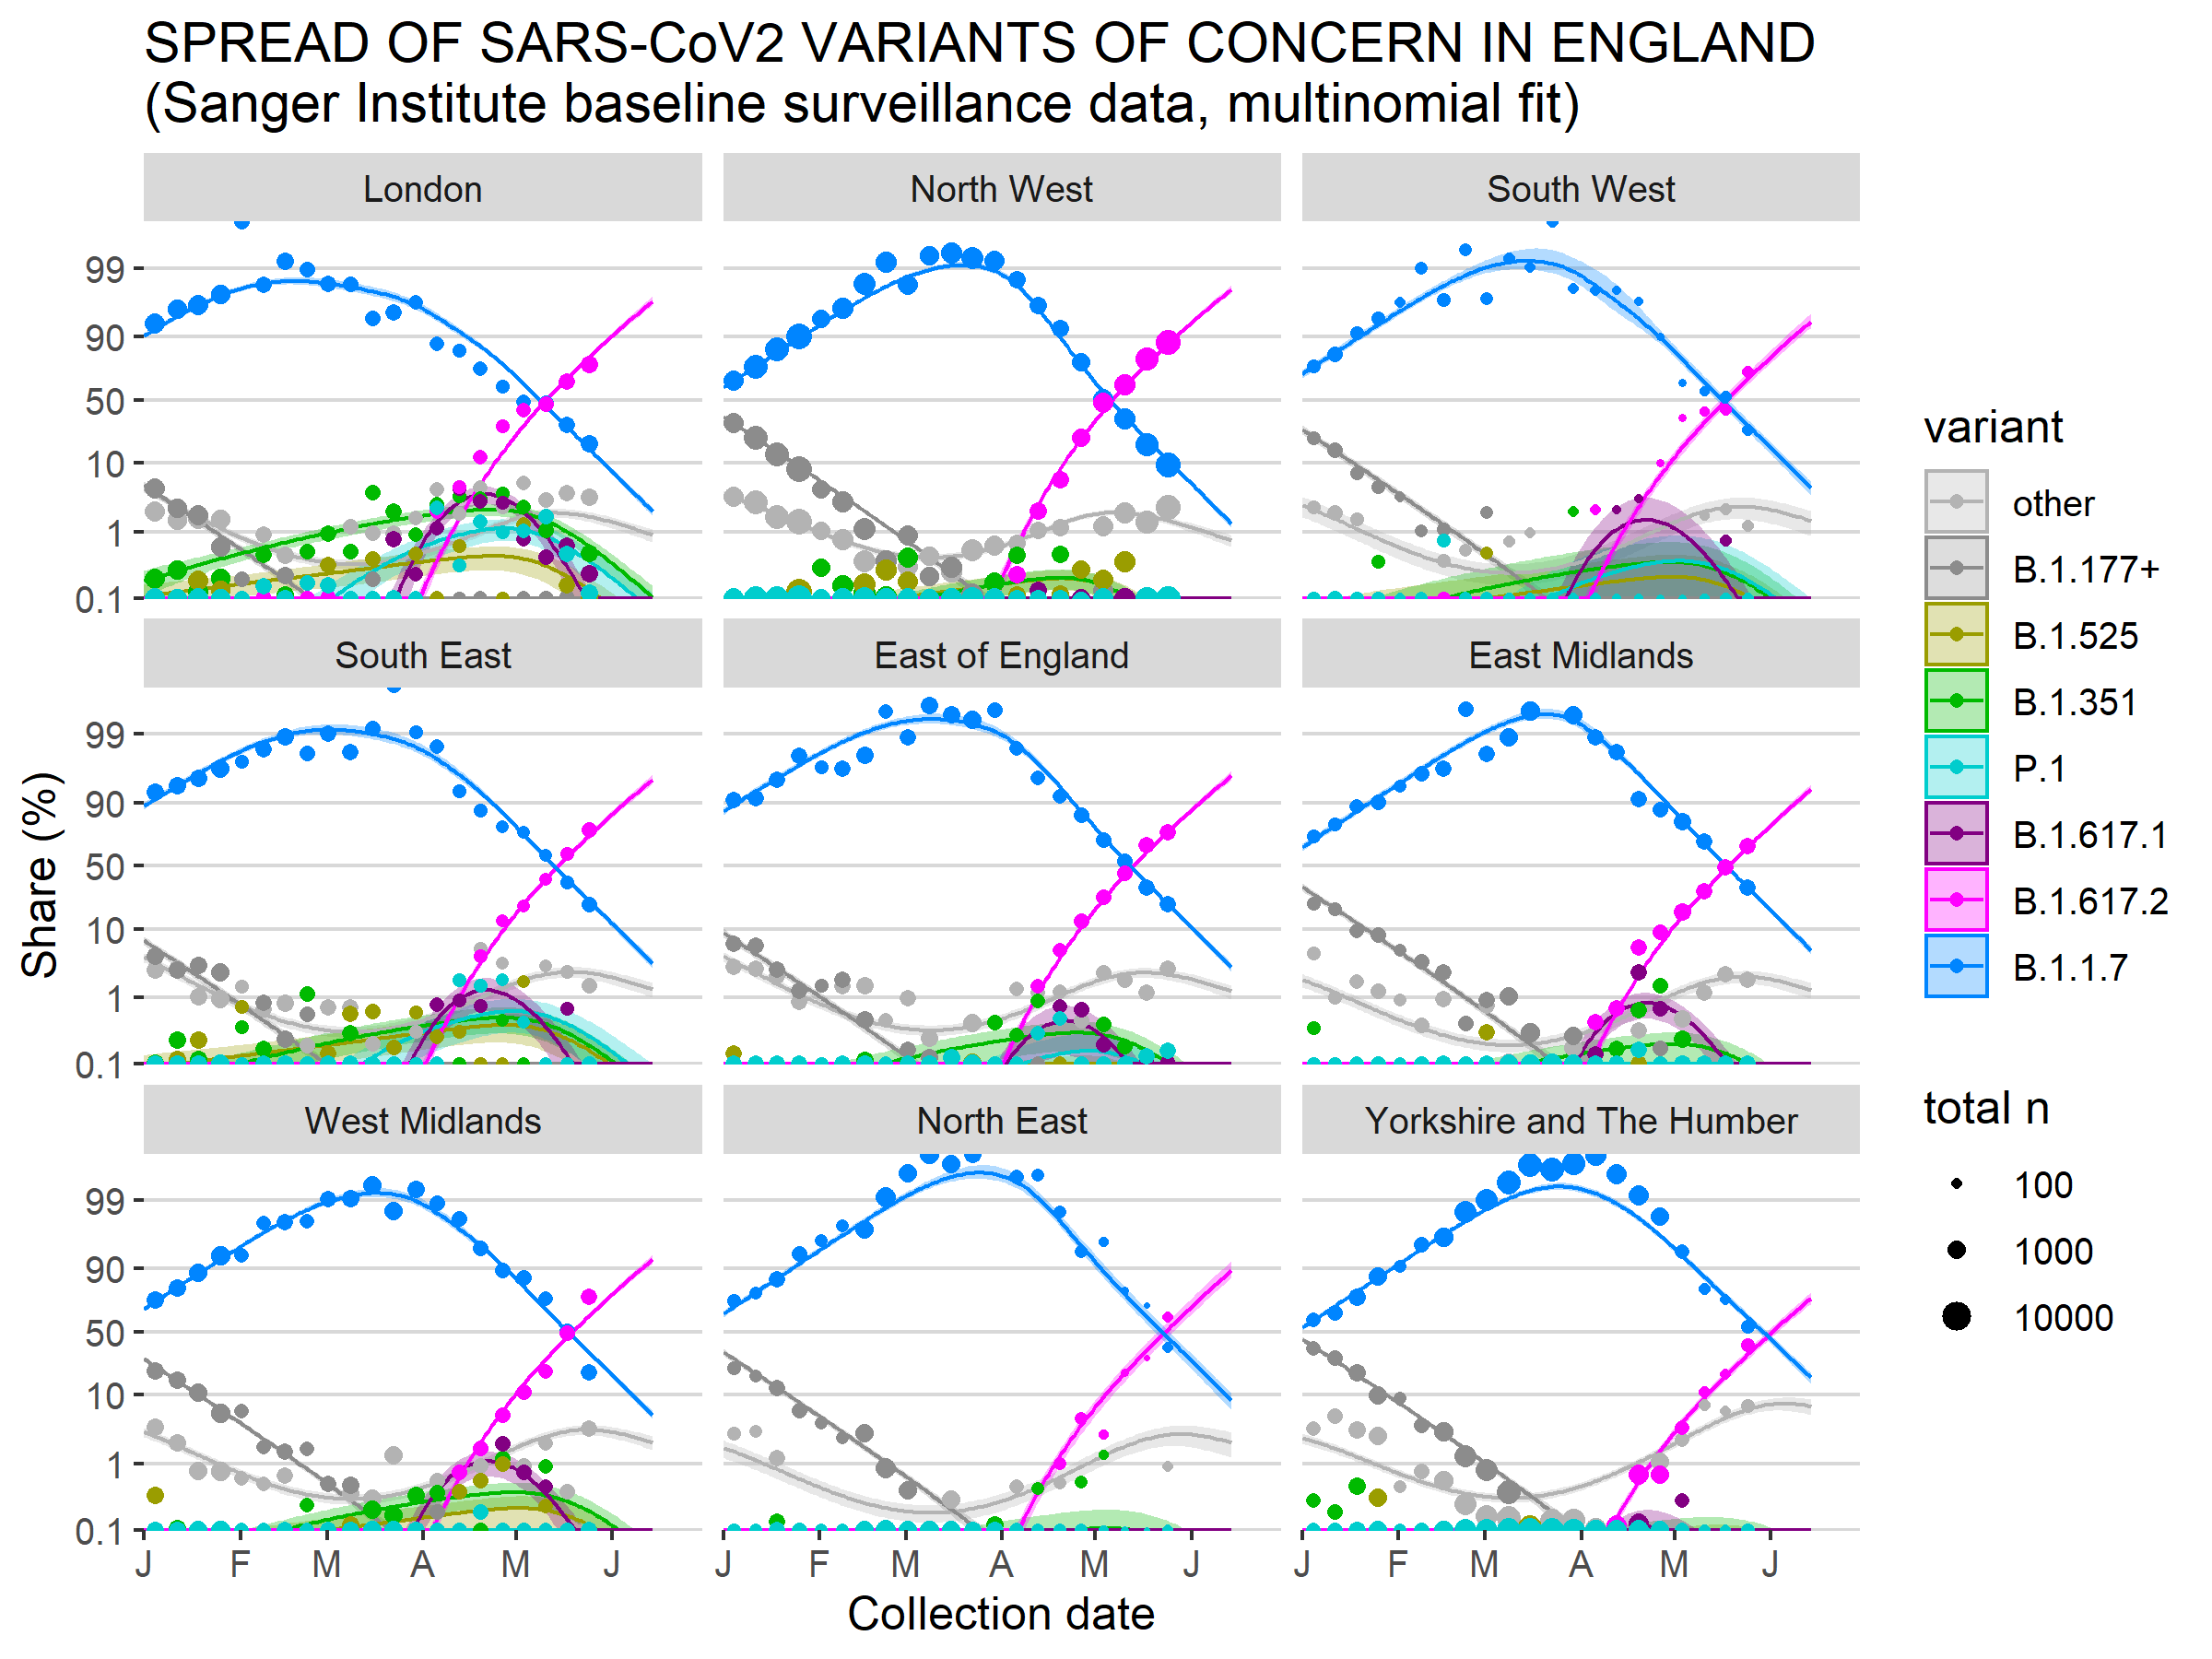 SPREAD OF SARS-CoV2 VARIANTS OF CONCERN IN ENGLAND
(Sanger Institute baseline surveillance data, multinomial fit)
London
North West
South West
99
90
50
10
1
0.1
South East
East of England
East Midlands
99
90
50
10
1
0.1
West Midlands
North East
Yorkshire and The Humber
99
90
50
10
1
0.1
J F M A M J
J F M A M J
J F M A M J
Share (%)
Collection date
variant
other
B.1.177+
B.1.525
B.1.351
P.1
B.1.617.1
B.1.617.2
B.1.1.7
total n
100
1000
10000